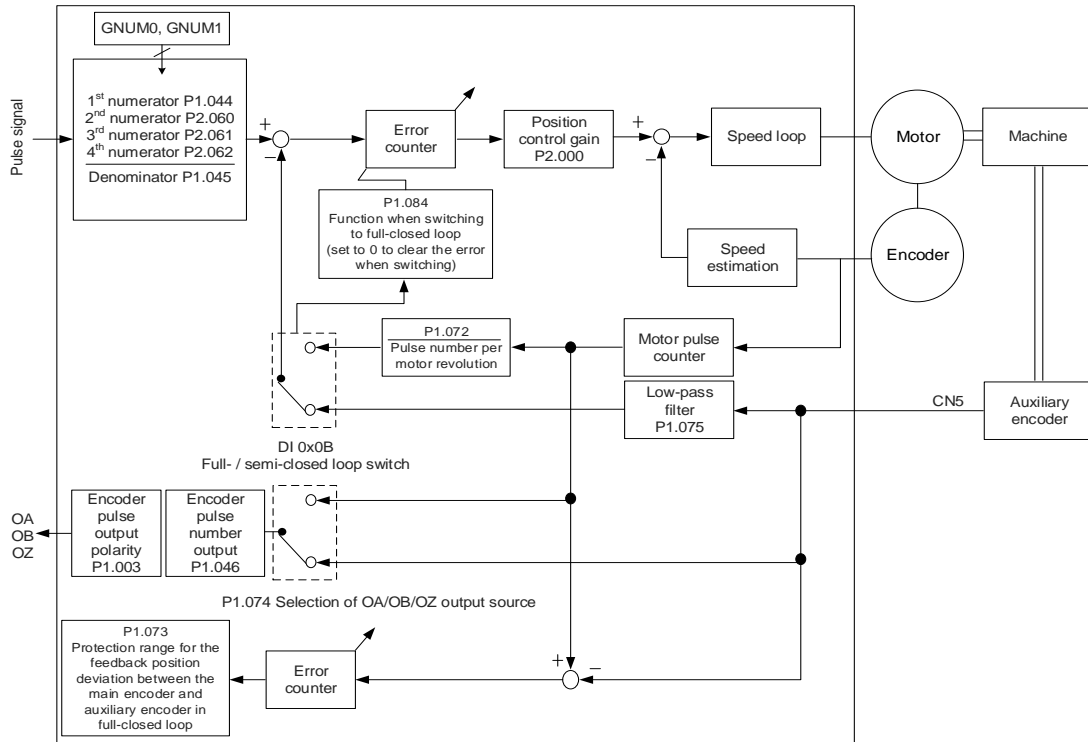 GNUM0, GNUM1
Pulse signal
1st numerator P1.044
2nd numerator P2.060
3rd numerator P2.061
4th numerator P2.062
Denominator P1.045
+
−
Error
counter
Position
control gain
P2.000
+
−
Speed loop
Motor
Machine
P1.084
Function when switching
to full-closed loop
(set to 0 to clear the error
when switching)
Speed
estimation
Encoder
P1.072
Pulse number per
motor revolution
Motor pulse
counter
Low-pass
filter
P1.075
CN5
Auxiliary
encoder
DI 0x0B
Full- / semi-closed loop switch
OA
OB
OZ
Encoder
pulse
output
polarity
P1.003
Encoder
pulse
number
output
P1.046
P1.074 Selection of OA/OB/OZ output source
P1.073
Protection range for the
feedback position
deviation between the
main encoder and
auxiliary encoder in
full-closed loop
Error
counter
+
−